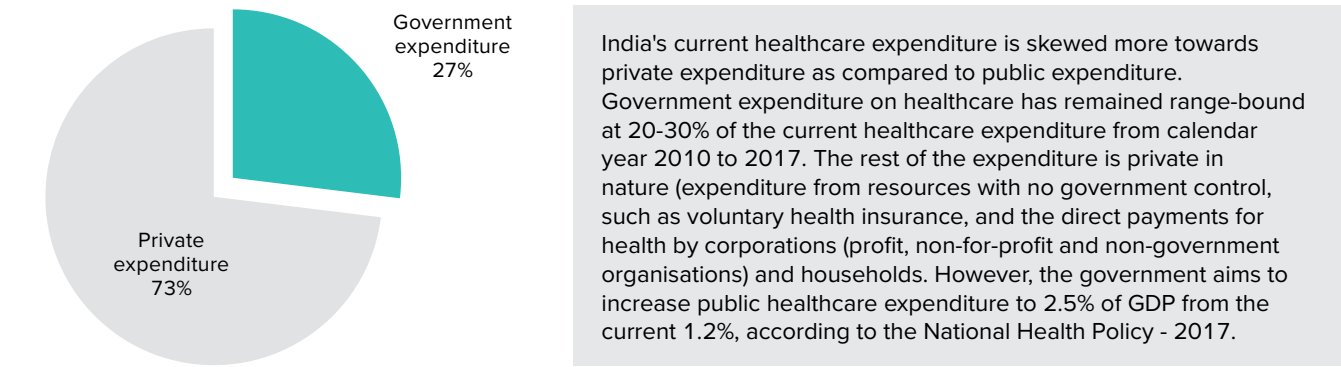 Government
expenditure
27%
Private
expenditure
73%
India's current healthcare expenditure is skewed more towards
private expenditure as compared to public expenditure.
Government expenditure on healthcare has remained range-bound
at 20-30% of the current healthcare expenditure from calendar
year 2010 to 2017. The rest of the expenditure is private in
nature (expenditure from resources with no government control,
such as voluntary health insurance, and the direct payments for
health by corporations (profit, non-for-profit and non-government
organisations) and households. However, the government aims to
increase public healthcare expenditure to 2.5% of GDP from the
current 1.2%, according to the National Health Policy - 2017.